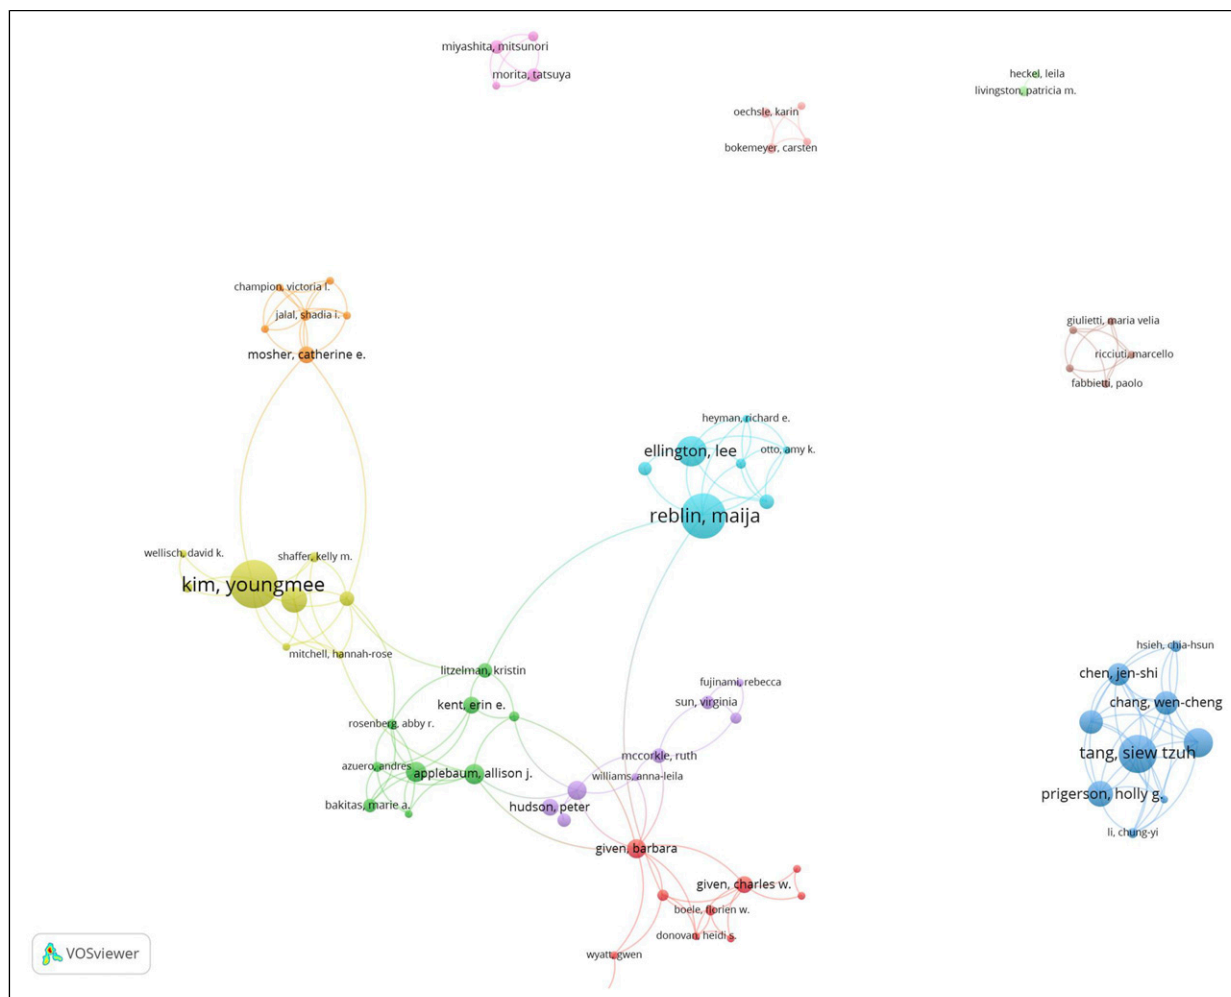 miyashita, mitsunori
morita, tatsuya
heckel, leila
livingston, patricia m.
oechsle, karin
bokemeyer, carsten
champion, victoria l.
jalal, shadia i.
mosher, catherine e.
giulietti, maria velia
ricciuti, marcello
fabbietti, paolo
heyman, richard e.
ellington, lee
otto, amy k.
reblin, maija
wellisch, david k.
shaffer, kelly m.
kim, youngmee
mitchell, hannah-rose
litzelman, kristin
kent, erin e.
rosenberg, abby r.
azuero, andres
applebaum, allison j.
bakitas, marie a.
fujinami, rebecca
sun, virginia
mccorkle, ruth
williams, anna-leila
hudson, peter
hsieh, chia-hsun
chen, jen-shi
chang, wen-cheng
tang, siew tzuh
prigerson, holly g.
li, chung-yi
given, barbara
given, charles w.
boele, florien w.
donovan, heidi s.
wyatt, gwen
VOSviewer